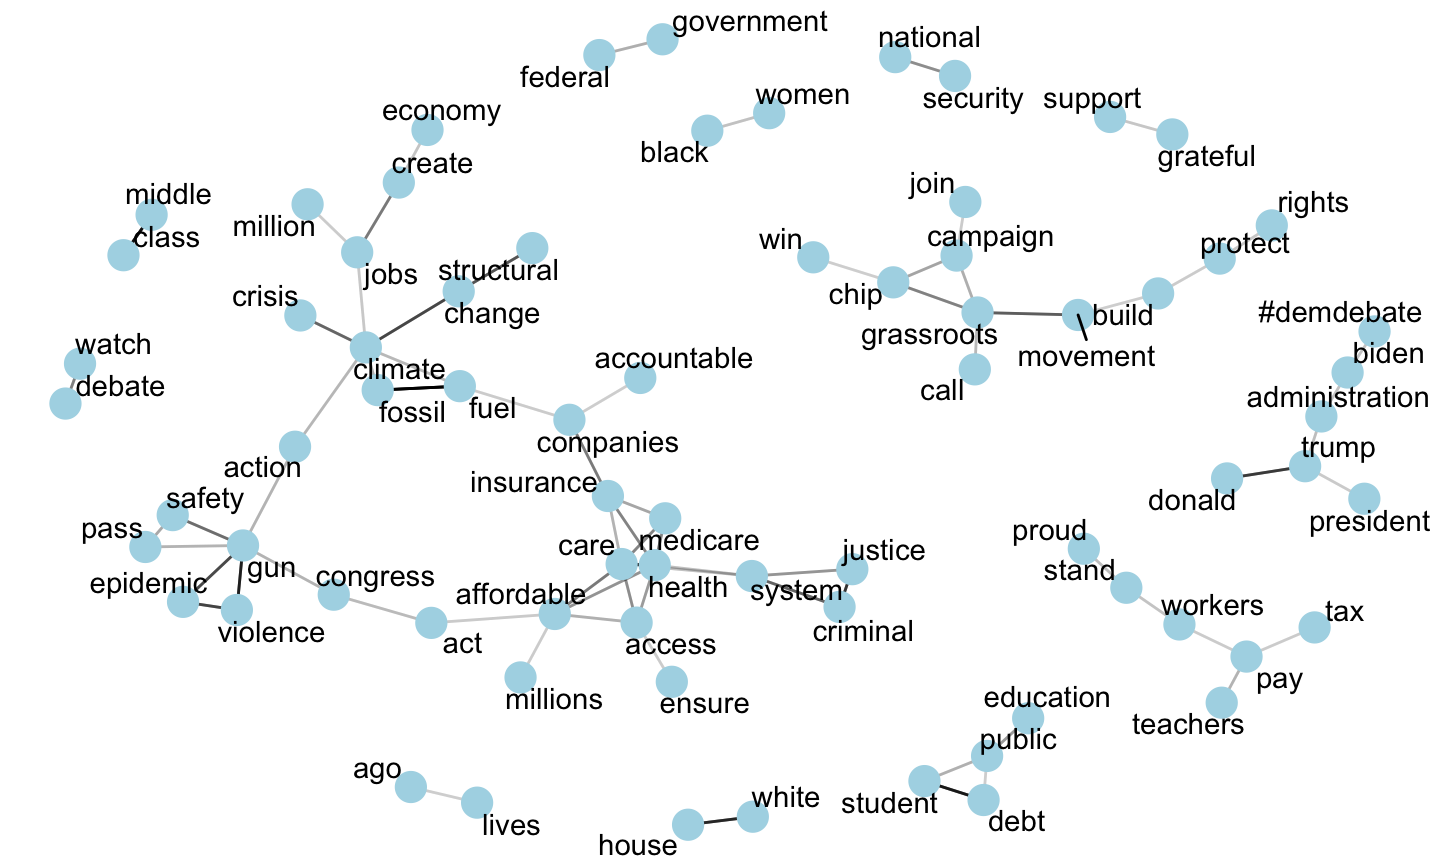 government
federal
national
security
women
black
support
grateful
economy
create
middle
class
million
jobs
structural
change
crisis
climate
fossil
fuel
watch
debate
accountable
companies
insurance
action
safety
pass
epidemic
gun
violence
congress
act
affordable
care
medicare
health
access
millions
ensure
system
justice
criminal
join
campaign
win
chip
grassroots
call
build
movement
protect
rights
#demdebate
biden
administration
trump
donald
president
proud
stand
workers
tax
pay
teachers
education
public
student
debt
ago
lives
white
house